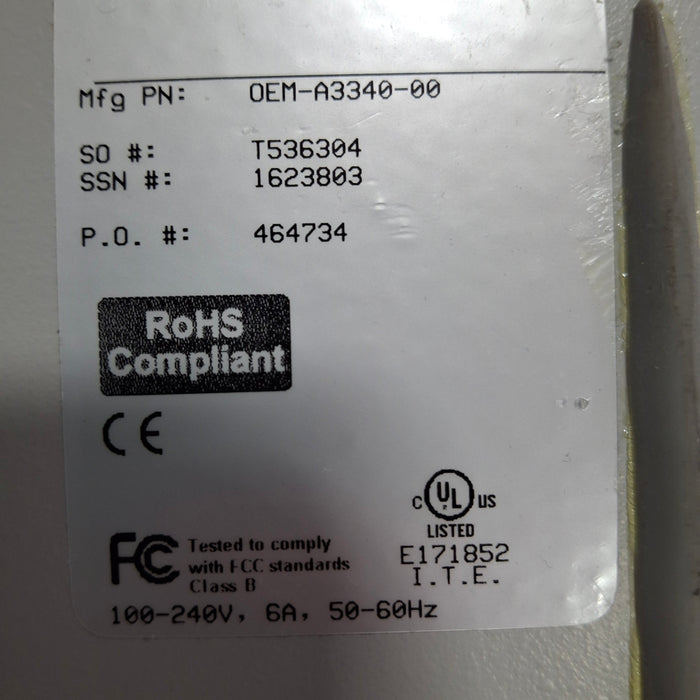 Mfg PN: OEM-A3340-00
SO #: T536304
SSN #: 1623803
P.O. #: 464734
RoHS
Compliant
CE
C UL US
LISTED
E171852
I.T.E.
FC Tested to comply
with FCC standards
Class B
100-240V, 6A, 50-60Hz